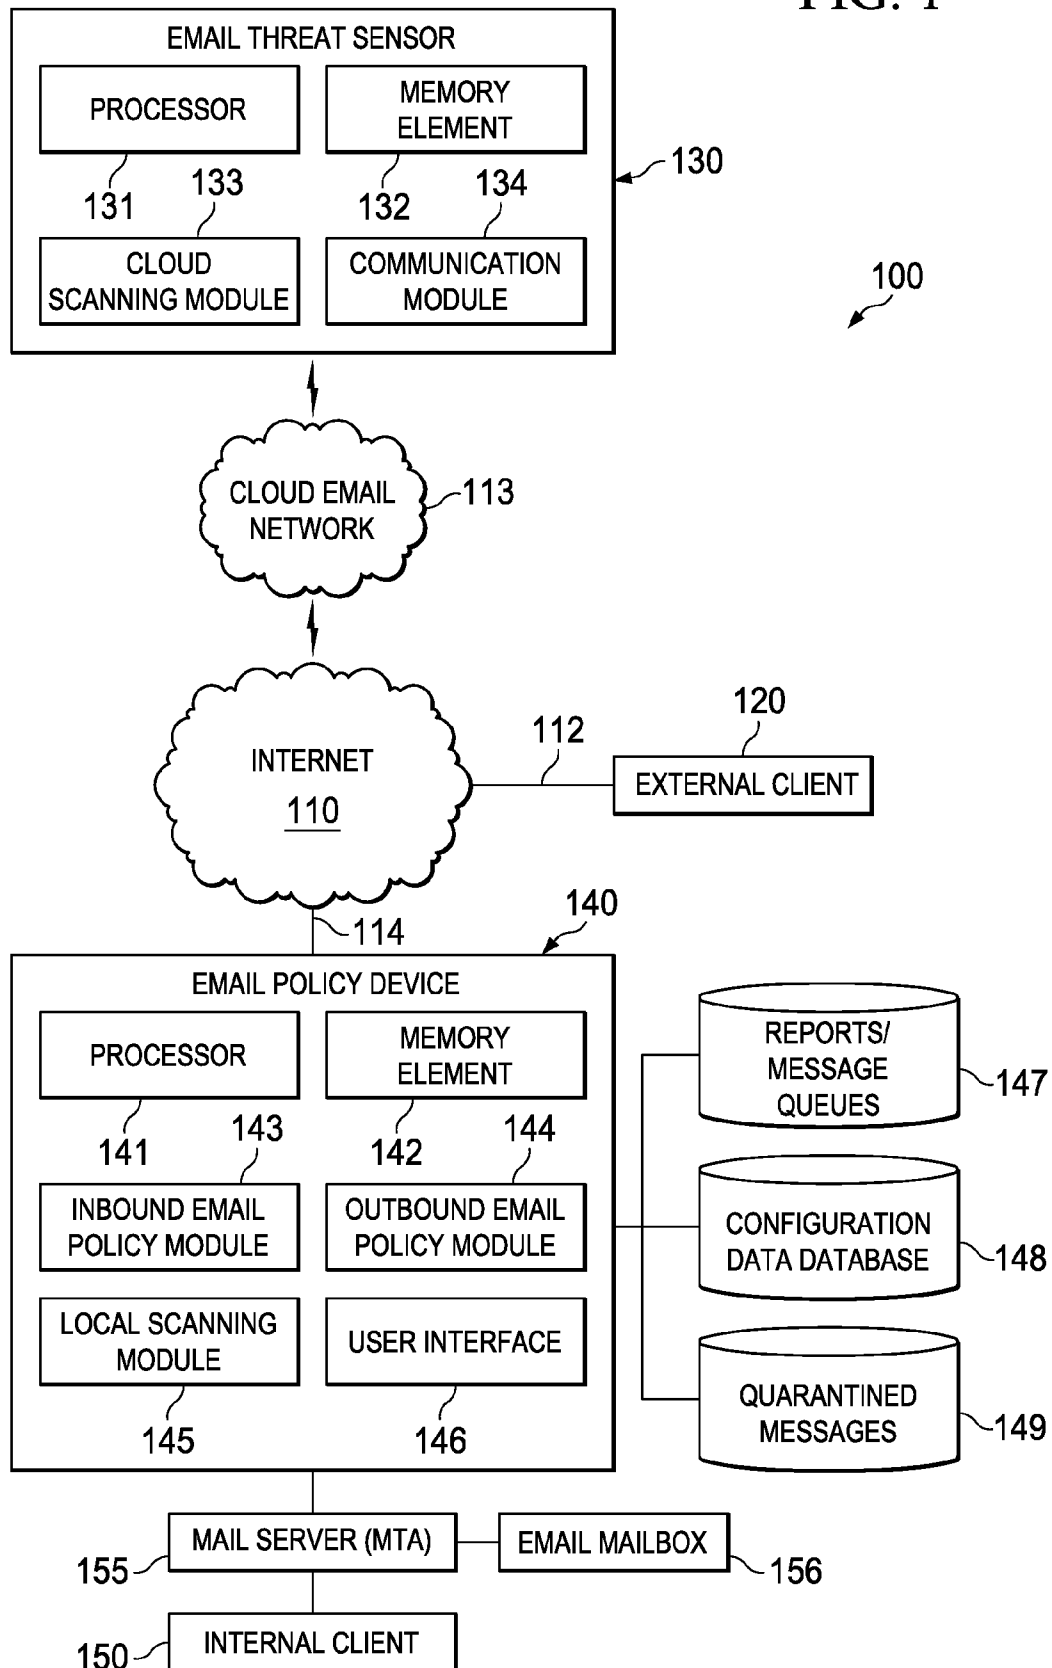 FIG. 1
EMAIL THREAT SENSOR
PROCESSOR
MEMORY
ELEMENT
130
131
133
132
134
CLOUD
SCANNING MODULE
COMMUNICATION
MODULE
100
CLOUD EMAIL
NETWORK
113
INTERNET
110
112
120
EXTERNAL CLIENT
114
140
EMAIL POLICY DEVICE
PROCESSOR
MEMORY
ELEMENT
141
143
142
144
INBOUND EMAIL
POLICY MODULE
OUTBOUND EMAIL
POLICY MODULE
LOCAL SCANNING
MODULE
USER INTERFACE
145
146
REPORTS/
MESSAGE
QUEUES
147
CONFIGURATION
DATA DATABASE
148
QUARANTINED
MESSAGES
149
MAIL SERVER (MTA)
155
EMAIL MAILBOX
156
INTERNAL CLIENT
150